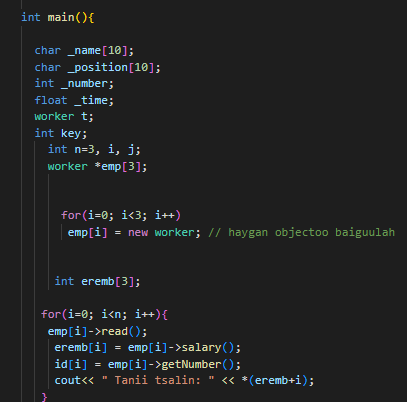 int main(){
char _name[10];
char _position[10];
int _number;
float _time;
worker t;
int key;
int n=3, i, j;
worker *emp[3];
for(i=0; i<3; i++)
emp[i] = new worker; // haygan objectoo baiguulah
int eremb[3];
for(i=0; i<n; i++){
emp[i]->read();
eremb[i] = emp[i]->salary();
id[i] = emp[i]->getNumber();
cout<< " Tanii tsalin: " << *(eremb+i);
}